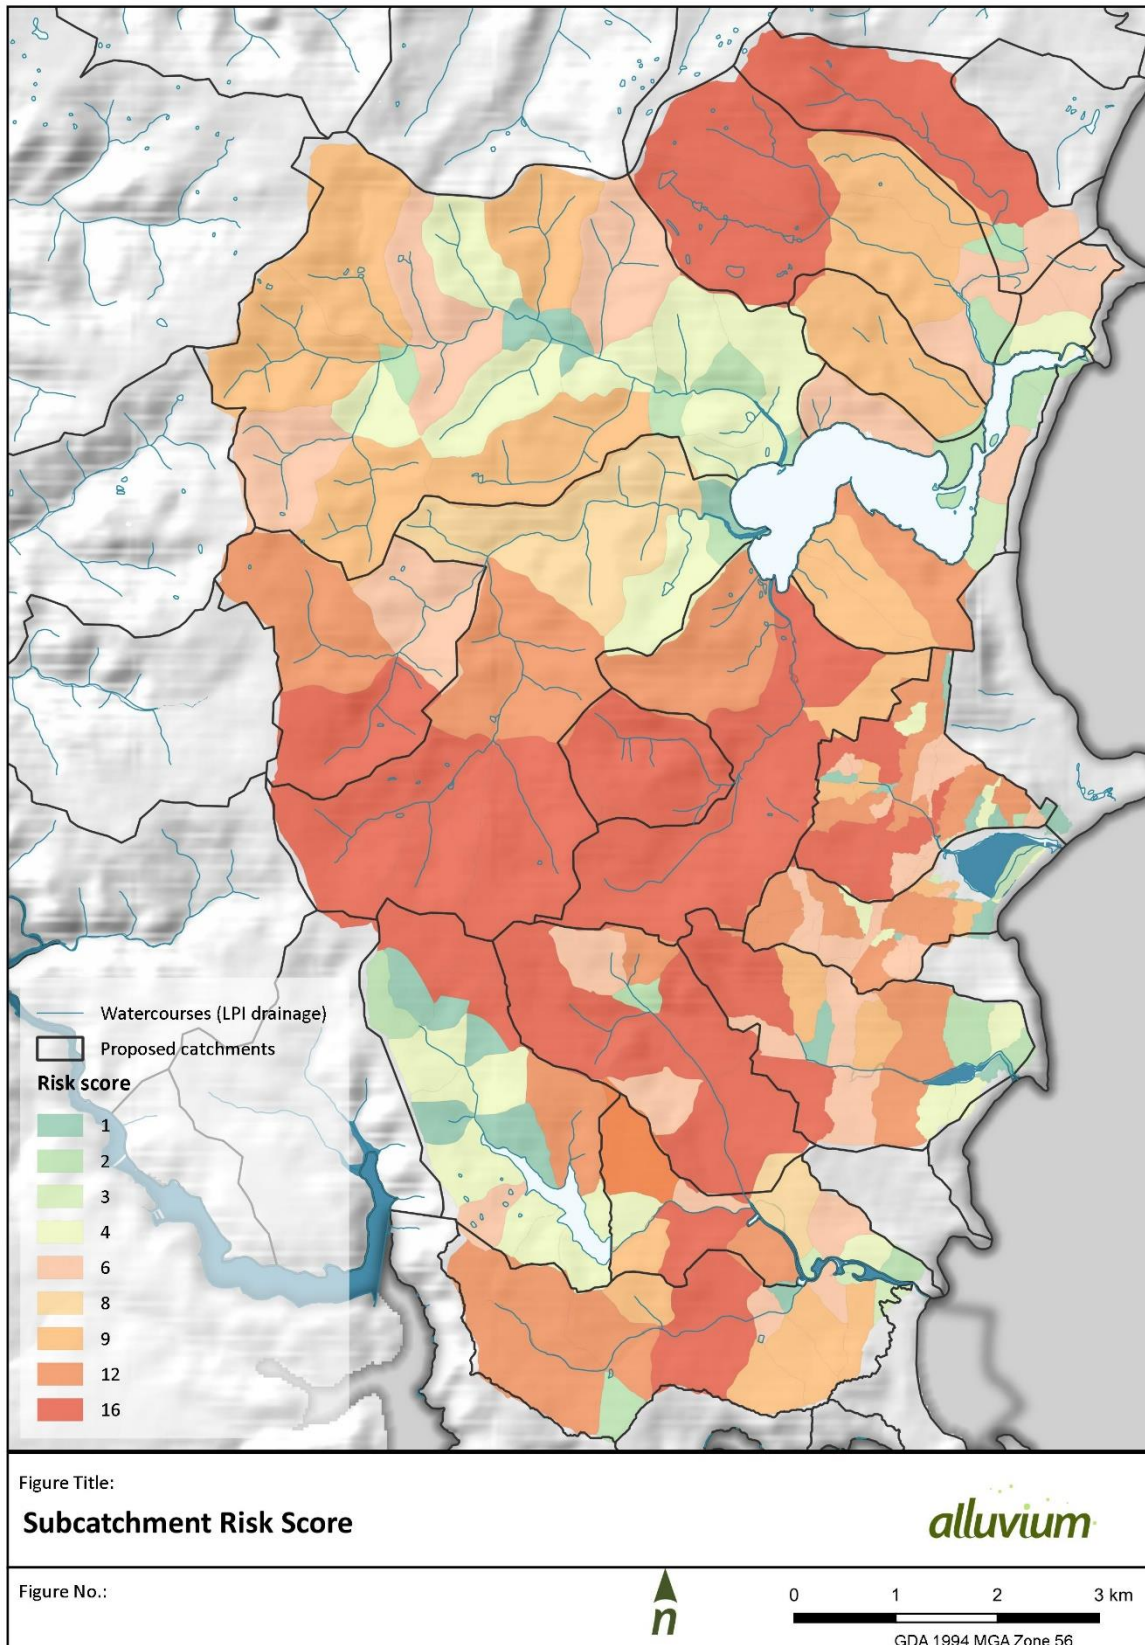 Watercourses (LPI drainage)
Proposed catchments
Risk score
1
2
3
4
6
8
9
12
16
Figure Title:
Subcatchment Risk Score
alluvium
Figure No.:
n
0 1 2 3 km
GDA 1994 MGA Zone 56